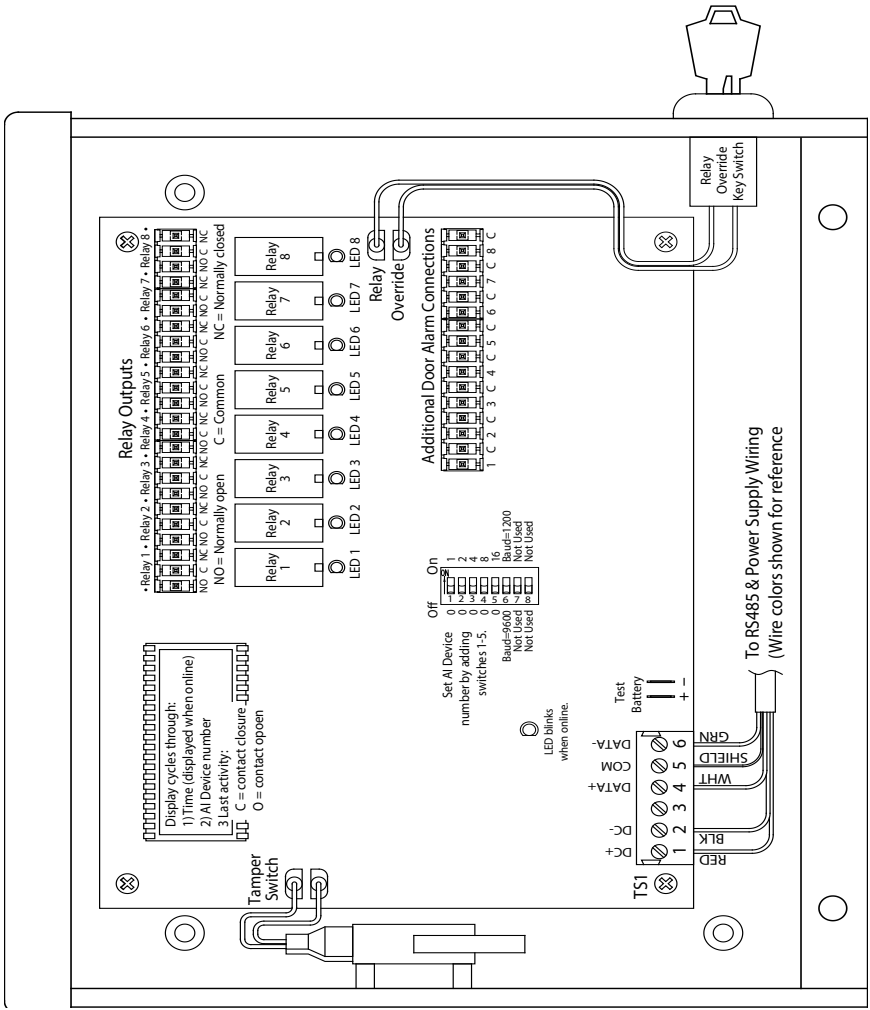 Relay Outputs
• Relay 1 • Relay 2 • Relay 3 • Relay 4 • Relay 5 • Relay 6 • Relay 7 • Relay 8 •
NO C NC NO C NC NO C NC NO C NC NO C NC NO C NC NO C NC NO C NC
NO = Normally open C = Common NC = Normally closed
Relay 1
Relay 2
Relay 3
Relay 4
Relay 5
Relay 6
Relay 7
Relay 8
LED 1 LED 2 LED 3 LED 4 LED 5 LED 6 LED 7 LED 8
Display cycles through:
1) Time (displayed when online)
2) AI Device number
3 Last activity:
C = contact closure
O = contact opoen
Tamper
Switch
Relay
Override
Additional Door Alarm Connections
1 C 2 C 3 C 4 C 5 C 6 C 7 C 8 C
Relay
Override
Key Switch
Set AI Device
number by adding
switches 1-5.
Off On
ON
0 1 1
0 2 2
0 3 4
0 4 8
0 5 16
Baud=9600 6 Baud=1200
Not Used 7 Not Used
Not Used 8 Not Used
LED blinks
when online.
Test
Battery
+ –
TS1
DC+ DC- DATA+ COM DATA-
1 2 3 4 5 6
RED BLK WHT SHIELD GRN
To RS485 & Power Supply Wiring
(Wire colors shown for reference